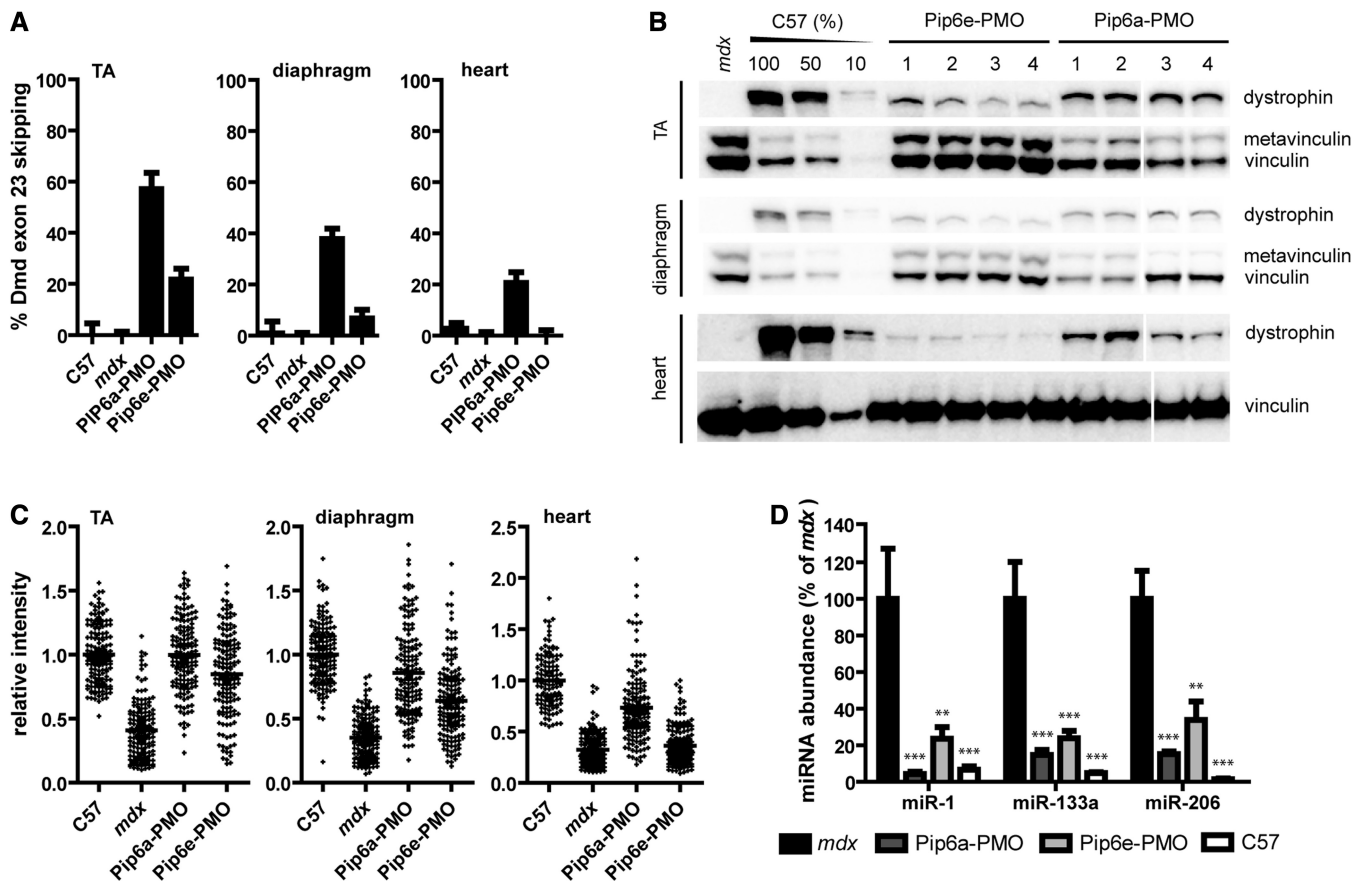 A
TA
diaphragm
heart
% Dmd exon 23 skipping
100
80
60
40
20
0
100
80
60
40
20
0
100
80
60
40
20
0
C57
mdx
PIP6a-PMO
Pip6e-PMO
C57
mdx
PIP6a-PMO
Pip6e-PMO
C57
mdx
PIP6a-PMO
Pip6e-PMO
B
mdx
C57 (%)
Pip6e-PMO
Pip6a-PMO
100 50 10 1 2 3 4 1 2 3 4
TA
dystrophin
metavinculin
vinculin
diaphragm
dystrophin
metavinculin
vinculin
heart
dystrophin
vinculin
C
TA
diaphragm
heart
relative intensity
2.0
1.5
1.0
0.5
0.0
2.0
1.5
1.0
0.5
0.0
2.5
2.0
1.5
1.0
0.5
0.0
C57
mdx
Pip6a-PMO
Pip6e-PMO
C57
mdx
Pip6a-PMO
Pip6e-PMO
C57
mdx
Pip6a-PMO
Pip6e-PMO
D
miRNA abundance (% of mdx )
140
120
100
80
60
40
20
0
*** ** ***
*** *** ***
*** ** ***
miR-1 miR-133a miR-206
mdx Pip6a-PMO Pip6e-PMO C57